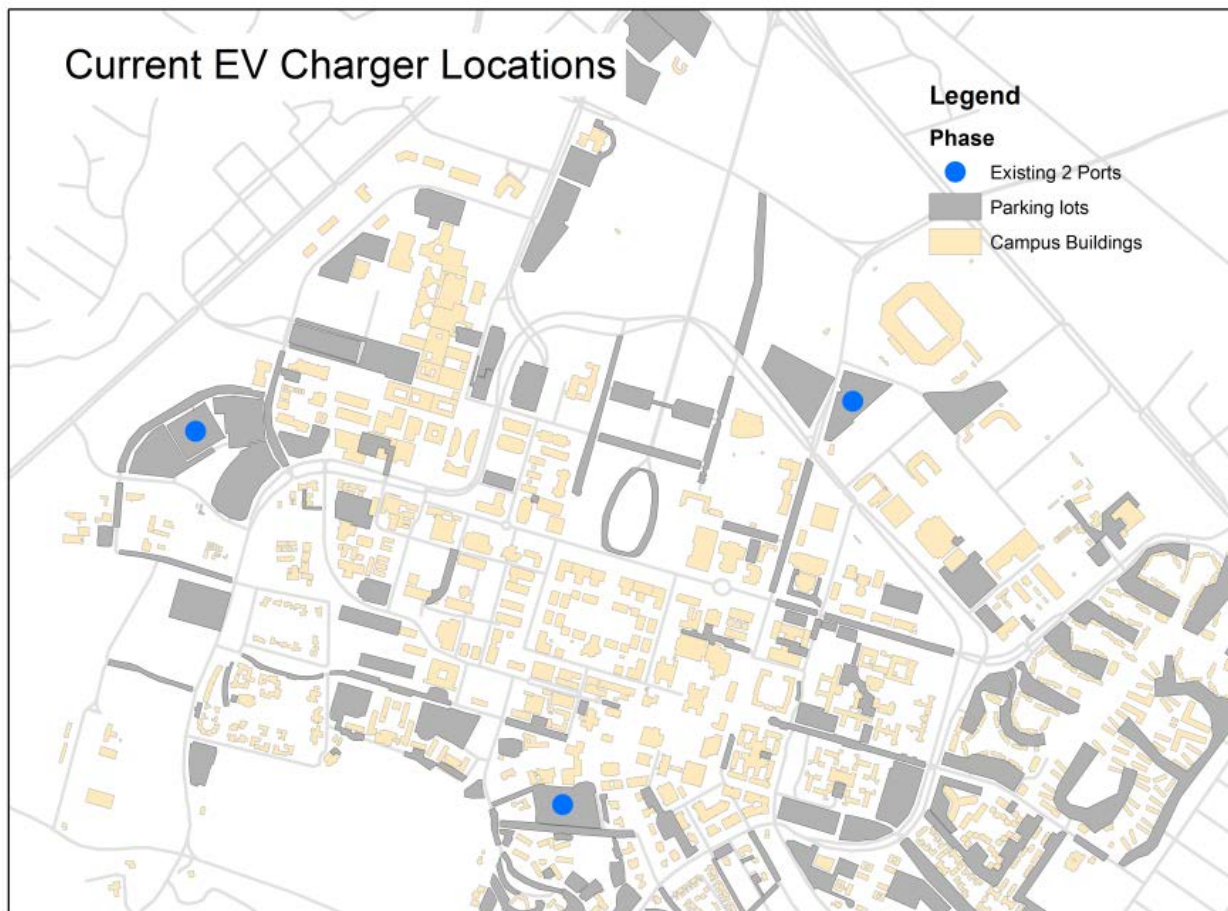 Current EV Charger Locations
Legend
Phase
Existing 2 Ports
Parking lots
Campus Buildings